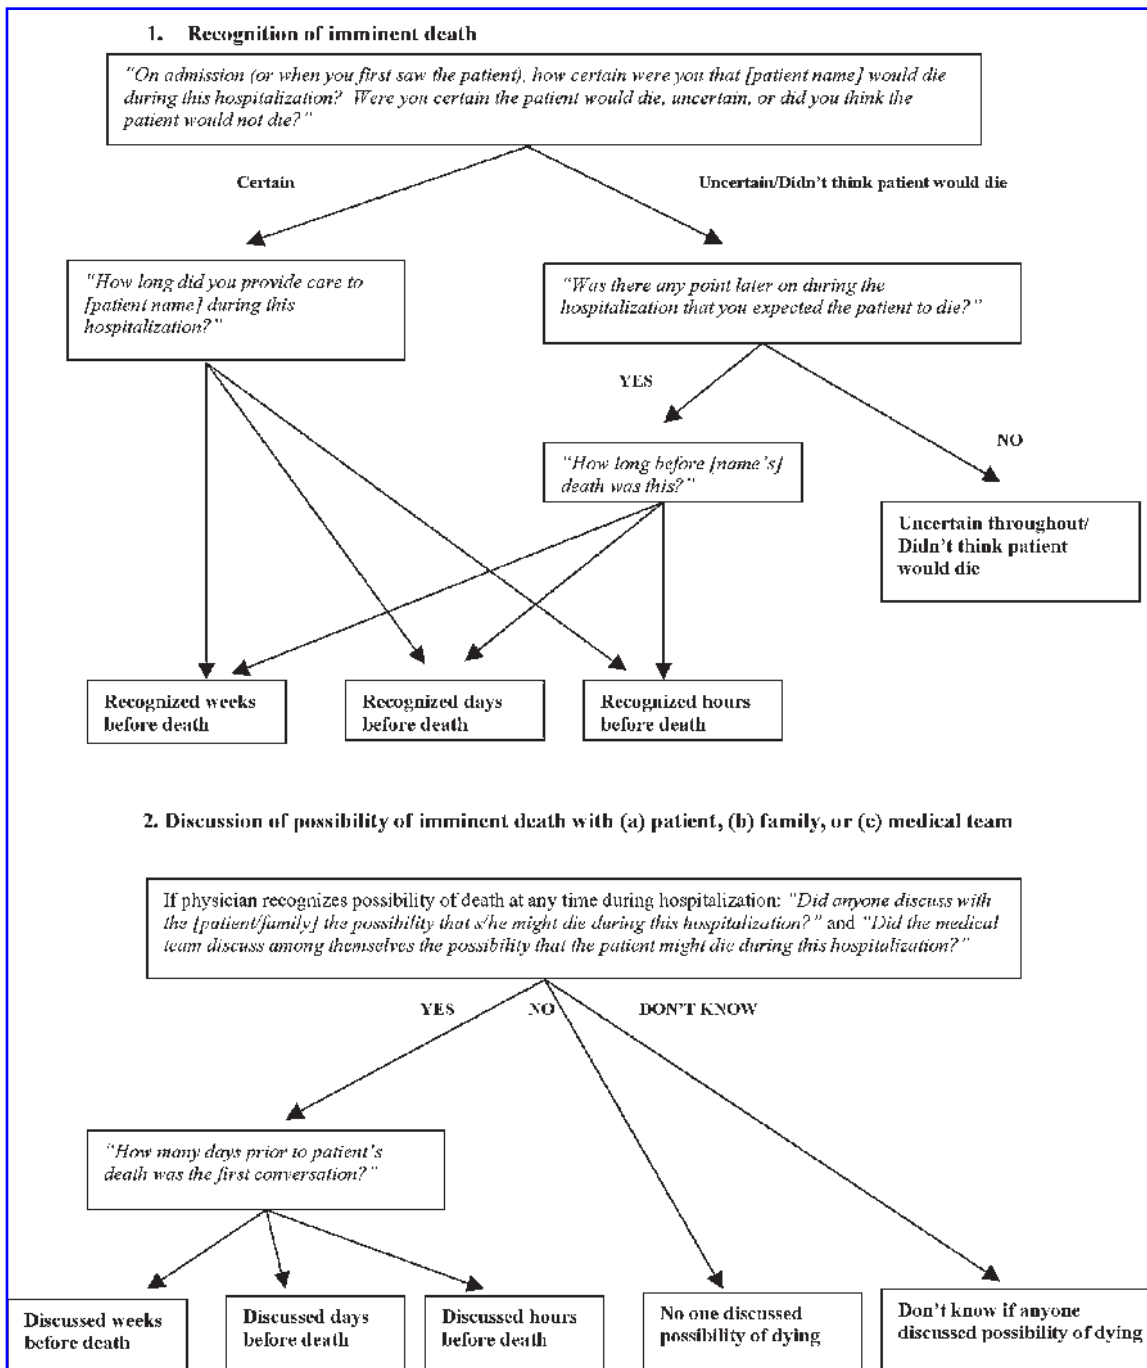 1. Recognition of imminent death
"On admission (or when you first saw the patient), how certain were you that [patient name] would die
during this hospitalization? Were you certain the patient would die, uncertain, or did you think the
patient would not die?"
Certain
Uncertain/Didn't think patient would die
"How long did you provide care to
[patient name] during this
hospitalization?"
"Was there any point later on during the
hospitalization that you expected the patient to die?"
YES
NO
"How long before [name's]
death was this?"
Uncertain throughout/
Didn't think patient
would die
Recognized weeks
before death
Recognized days
before death
Recognized hours
before death
2. Discussion of possibility of imminent death with (a) patient, (b) family, or (c) medical team
If physician recognizes possibility of death at any time during hospitalization: "Did anyone discuss with
the [patient/family] the possibility that s/he might die during this hospitalization?" and "Did the medical
team discuss among themselves the possibility that the patient might die during this hospitalization?"
YES
NO
DON'T KNOW
"How many days prior to patient's
death was the first conversation?"
Discussed weeks
before death
Discussed days
before death
Discussed hours
before death
No one discussed
possibility of dying
Don't know if anyone
discussed possibility of dying